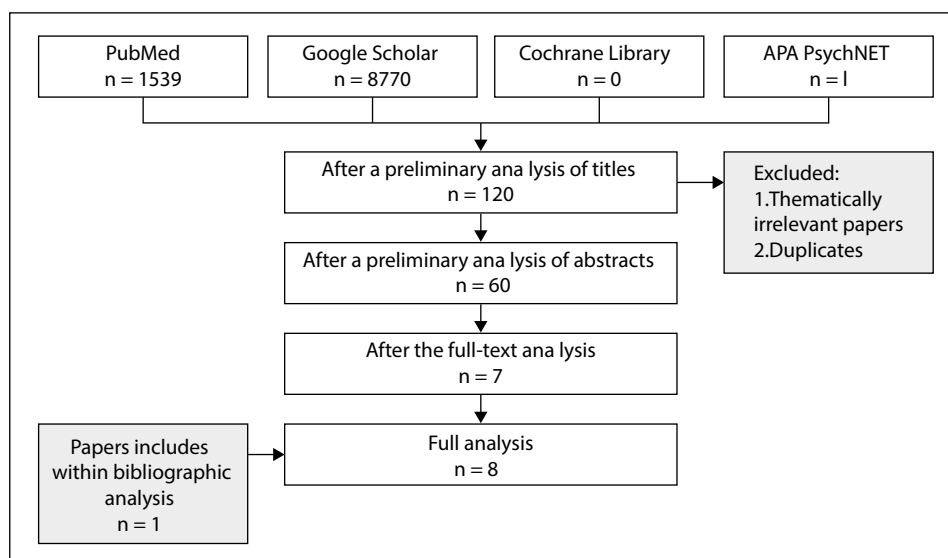 PubMed
n = 1539
Google Scholar
n = 8770
Cochrane Library
n = 0
APA PsychNET
n = l
After a preliminary ana lysis of titles
n = 120
Excluded:
1.Thematically
irrelevant papers
2.Duplicates
After a preliminary ana lysis of abstracts
n = 60
After the full-text ana lysis
n = 7
Papers includes
within bibliographic
analysis
n = 1
Full analysis
n = 8